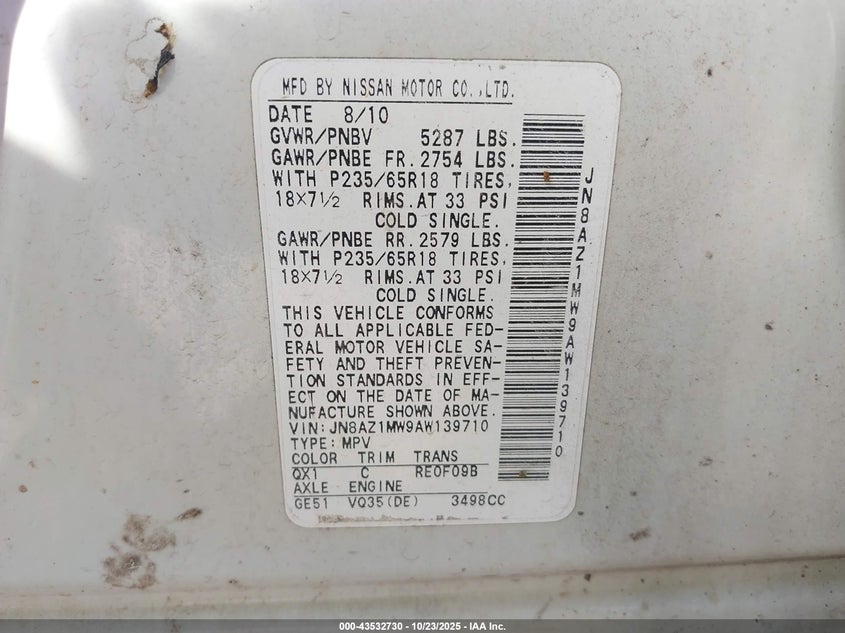 MFD BY NISSAN MOTOR CO.,LTD.
DATE 8/10
GVWR/PNBV 5287 LBS.
GAWR/PNBE FR. 2754 LBS.
WITH P235/65R18 TIRES,
18×7½ RIMS.AT 33 PSI
COLD SINGLE.
GAWR/PNBE RR. 2579 LBS.
WITH P235/65R18 TIRES,
18×7½ RIMS.AT 33 PSI
COLD SINGLE.
THIS VEHICLE CONFORMS
TO ALL APPLICABLE FED-
ERAL MOTOR VEHICLE SA-
FETY AND THEFT PREVEN-
TION STANDARDS IN EFF-
ECT ON THE DATE OF MA-
NUFACTURE SHOWN ABOVE.
VIN:JN8AZ1MW9AW139710
TYPE:MPV
COLOR TRIM TRANS
QX1 C RE0F09B
AXLE ENGINE
GE51 VQ35(DE) 3498CC
JN8AZ1MW9AW139710
000-43532730 - 10/23/2025 - IAA Inc.